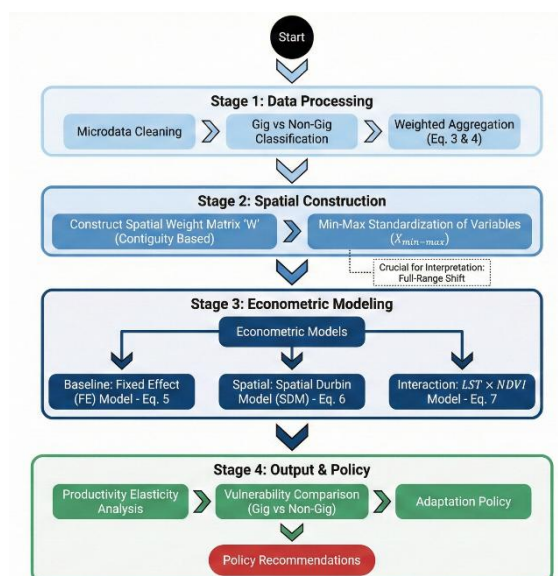 Start
Stage 1: Data Processing
Microdata Cleaning
Gig vs Non-Gig
Classification
Weighted Aggregation
(Eq. 3 & 4)
Stage 2: Spatial Construction
Construct Spatial Weight Matrix 'W'
(Contiguity Based)
Min-Max Standardization of Variables
(X_min−max)
Crucial for Interpretation:
Full-Range Shift
Stage 3: Econometric Modeling
Econometric Models
Baseline: Fixed Effect
(FE) Model - Eq. 5
Spatial: Spatial Durbin
Model (SDM) - Eq. 6
Interaction: LST × NDVI
Model - Eq. 7
Stage 4: Output & Policy
Productivity Elasticity
Analysis
Vulnerability Comparison
(Gig vs Non-Gig)
Adaptation Policy
Policy Recommendations